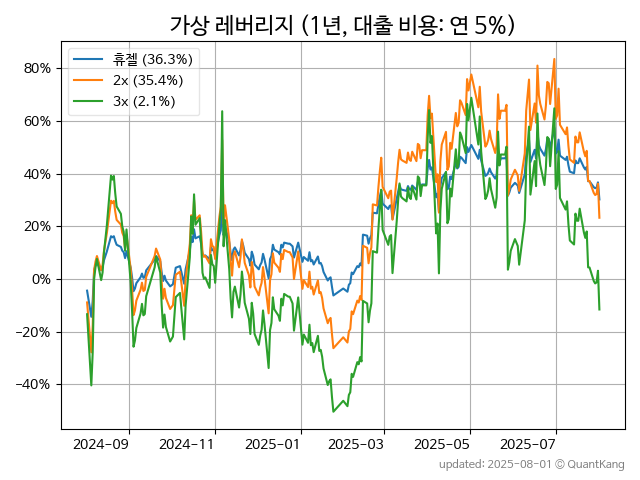 가상 레버리지 (1년, 대출 비용: 연 5%)
휴젤 (36.3%)
2x (35.4%)
3x (2.1%)
80%
60%
40%
20%
0%
−20%
−40%
2024-09
2024-11
2025-01
2025-03
2025-05
2025-07
updated: 2025-08-01 © QuantKang